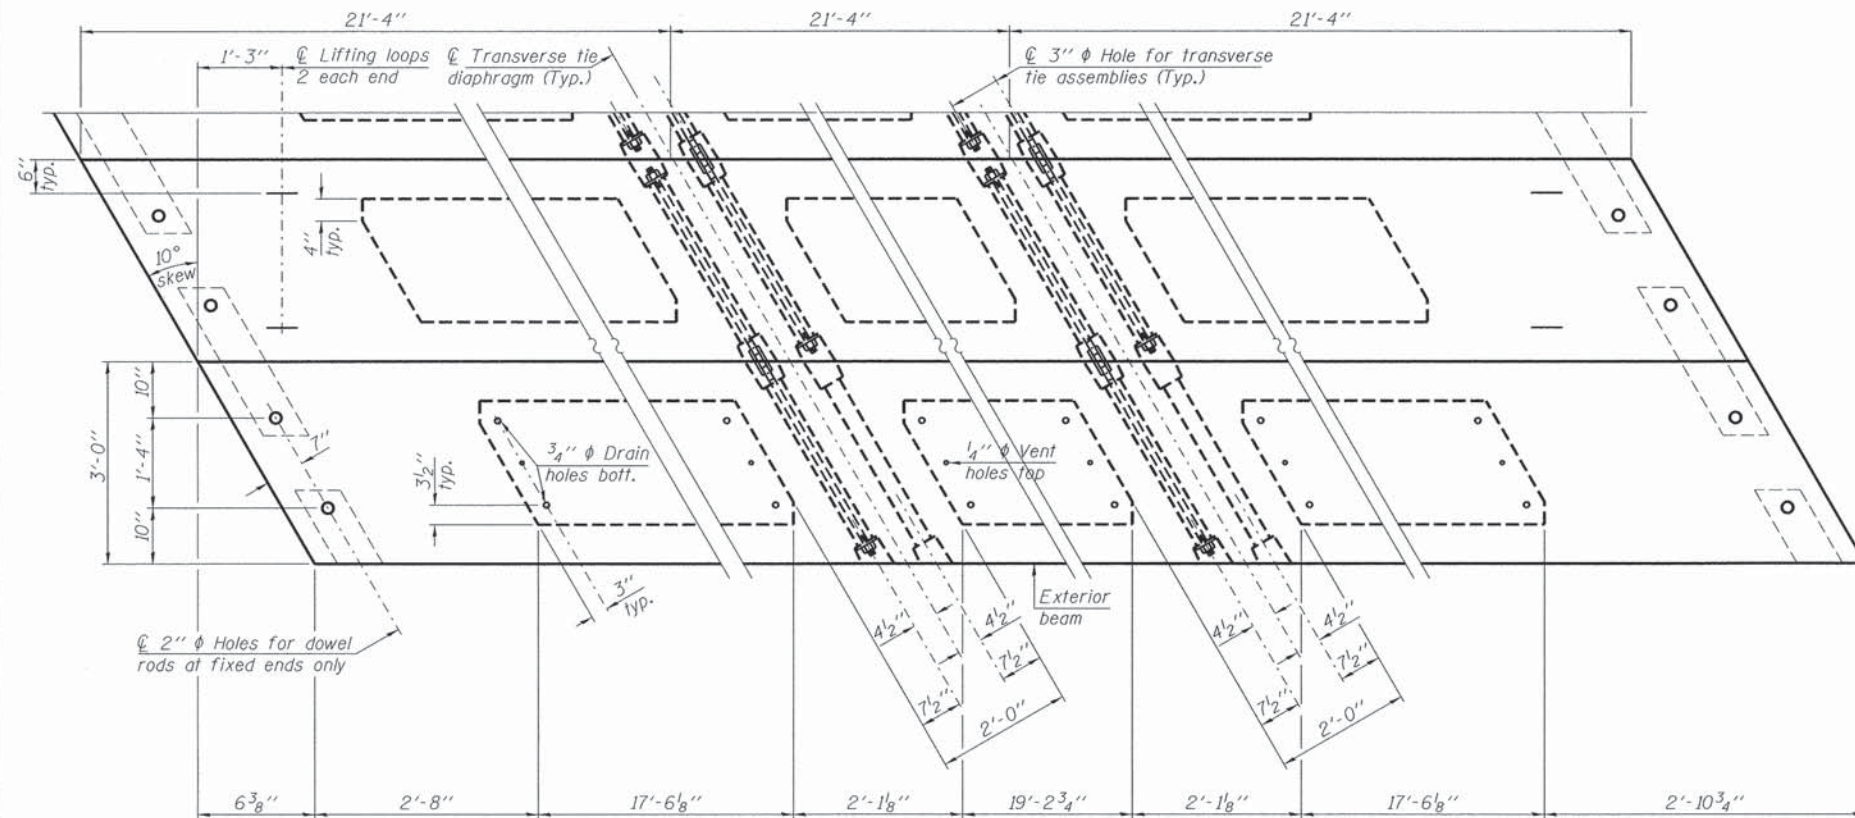 21'-4" 21'-4" 21'-4"
1'-3"
℄ Lifting loops
2 each end
℄ Transverse tie
diaphragm (Typ.)
℄ 3" ϕ Hole for transverse
tie assemblies (Typ.)
6"
typ.
4"
typ.
10°
skew
3'-0"
10"
1'-4"
10"
7"
3½"
typ.
¾" ϕ Drain
holes bott.
¼" ϕ Vent
holes top
3"
typ.
Exterior
beam
℄ 2" ϕ Holes for dowel
rods at fixed ends only
4½" 4½" 4½" 4½"
7½" 7½"
7½" 2'-0" 7½" 2'-0"
6⅜" 2'-8" 17'-6⅛" 2'-1⅛" 19'-2¾" 2'-1⅛" 17'-6⅛" 2'-10¾"